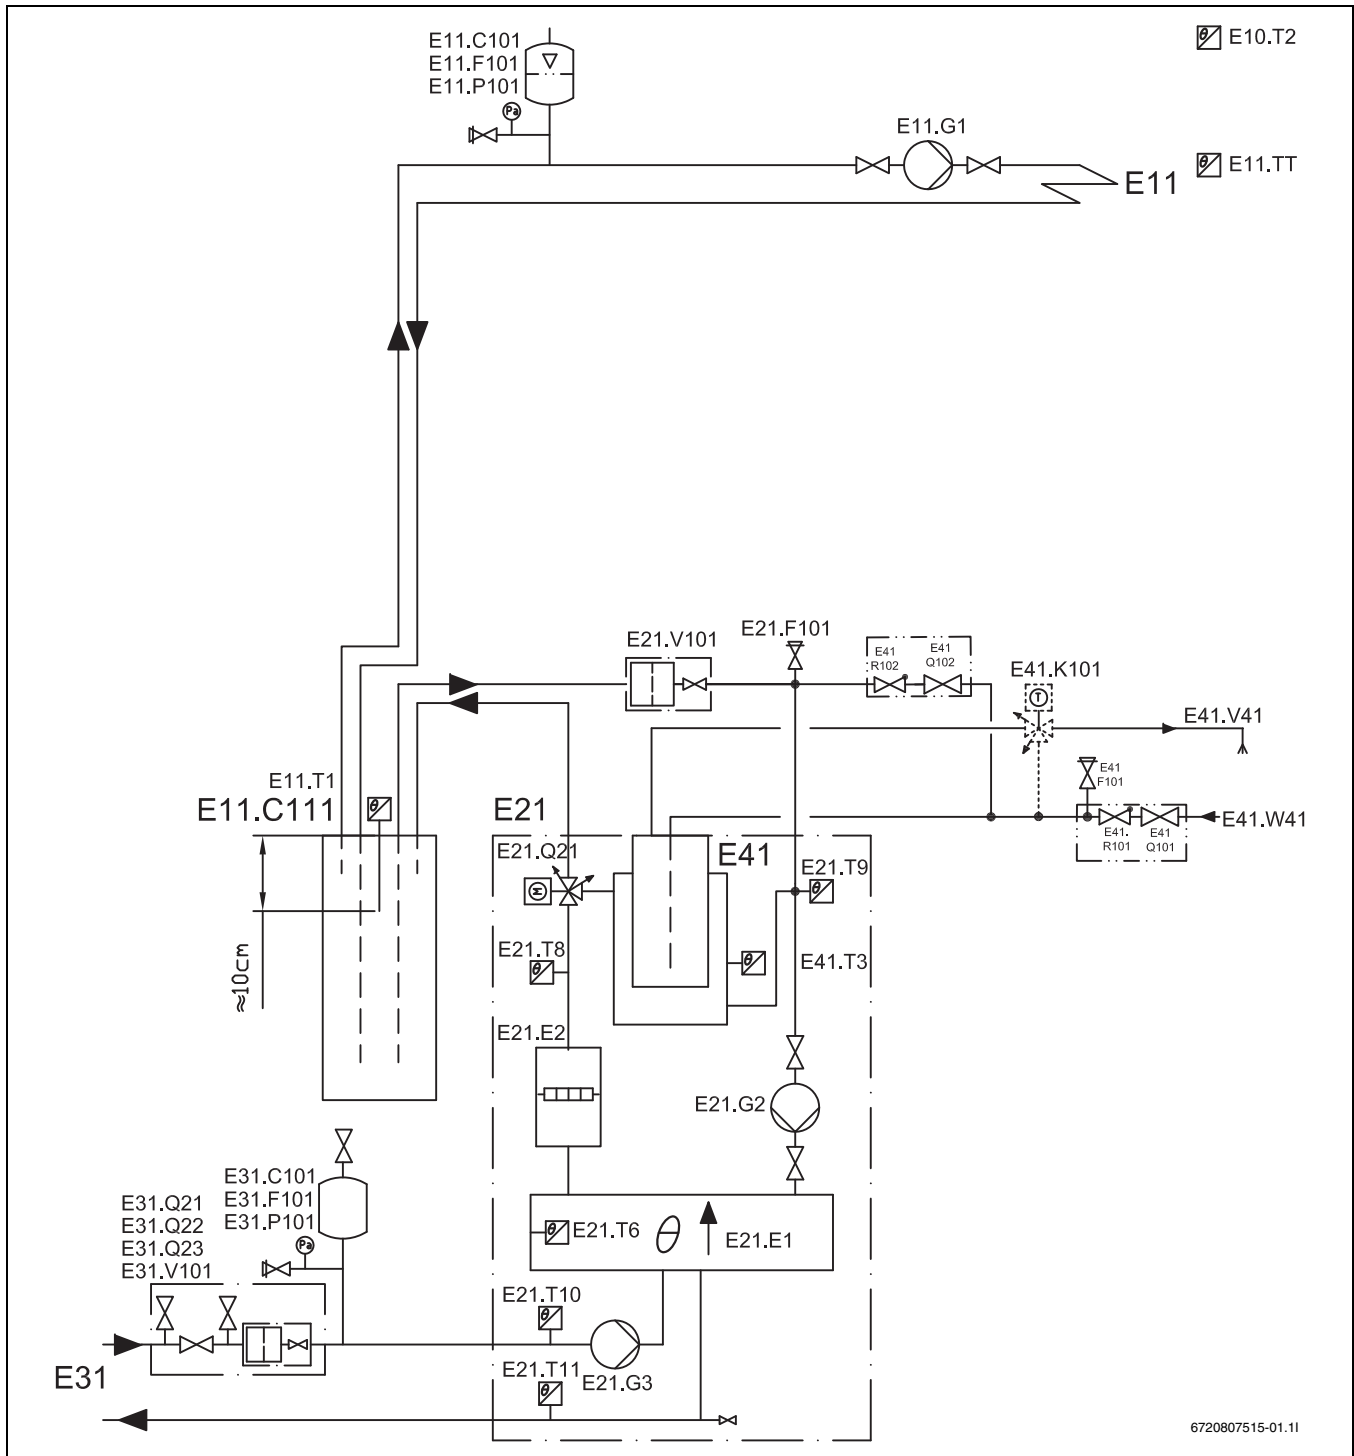 E11.C101
E11.F101
E11.P101
Pa
E10.T2
θ
E11.G1
E11
θ
E11.TT
E21.V101
E21.F101
E41
R102
E41
Q102
E41.K101
T
E41.V41
E41
F101
E11.T1
E11.C111
θ
E21
E41.
R101
E41
Q101
E41.W41
E21.Q21
M
E41
E21.T9
θ
≈10cm
E21.T8
θ
θ
E41.T3
E21.E2
E21.G2
E31.C101
E31.F101
E31.P101
Pa
E31.Q21
E31.Q22
E31.Q23
E31.V101
θ
E21.T6
θ
E21.E1
E21.T10
θ
E31
E21.T11
θ
E21.G3
6720807515-01.1I